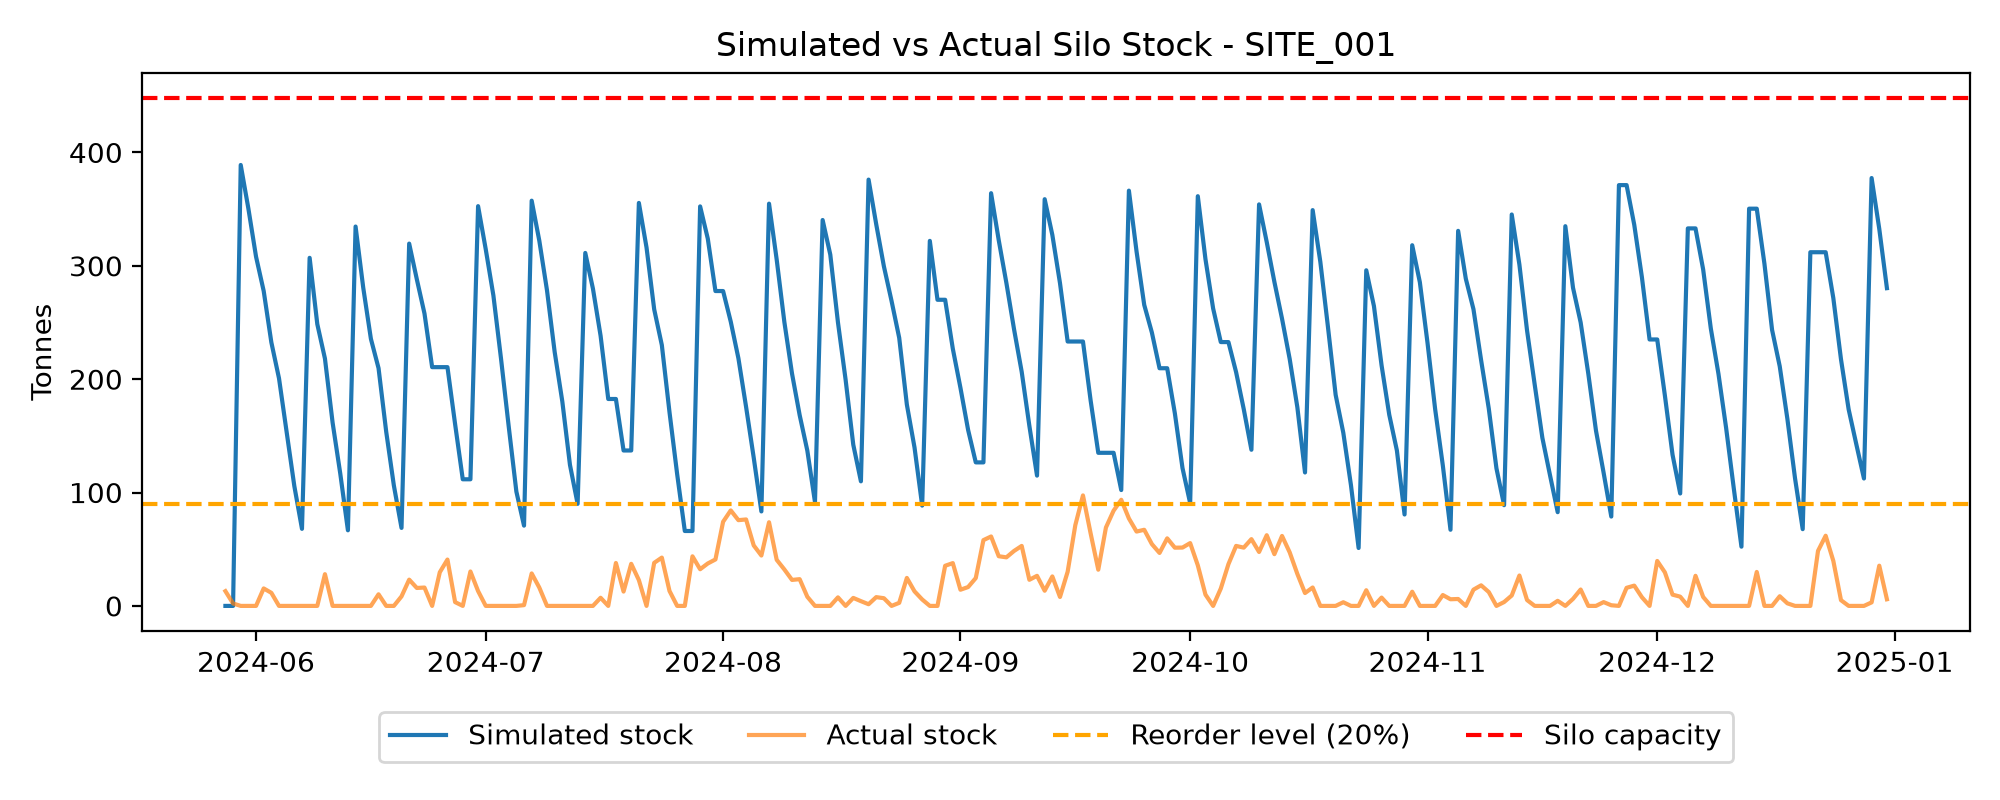 Simulated vs Actual Silo Stock - SITE_001
Tonnes
400
300
200
100
0
2024-06 2024-07 2024-08 2024-09 2024-10 2024-11 2024-12 2025-01
Simulated stock Actual stock Reorder level (20%) Silo capacity